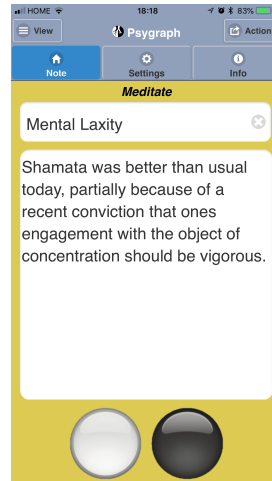 HOME 18:18 83%
View Psygraph Action
Note Settings Info
Meditate
Mental Laxity
Shamata was better than usual
today, partially because of a
recent conviction that ones
engagement with the object of
concentration should be vigorous.